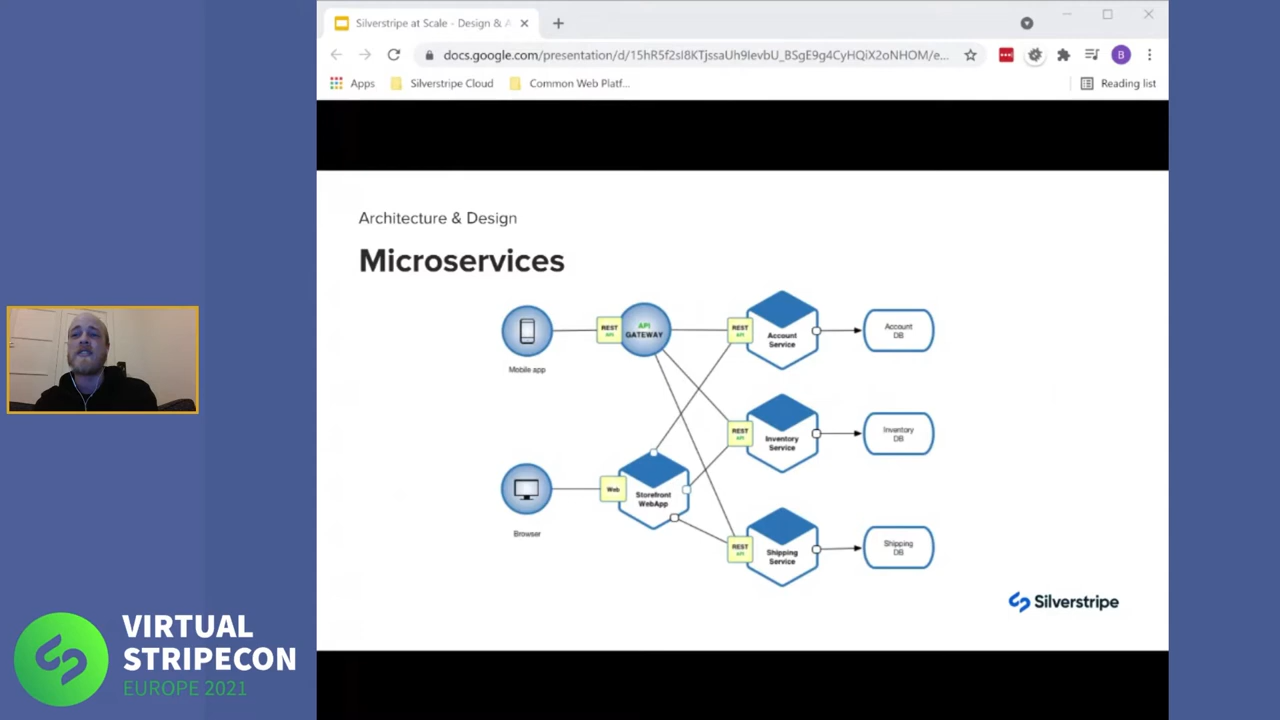 Silverstripe at Scale - Design & A
docs.google.com/presentation/d/15hR5f2sI8KTjssaUh9IevbU_BSgE9g4CyHQiX2oNHOM/e...
B
Apps
Silverstripe Cloud
Common Web Platf...
Reading list
Architecture & Design
Microservices
Mobile app
REST
API
API
GATEWAY
REST
API
Account
Service
Account
DB
REST
API
Inventory
Service
Inventory
DB
Browser
Web
Storefront
WebApp
REST
API
Shipping
Service
Shipping
DB
Silverstripe
VIRTUAL
STRIPECON
EUROPE 2021